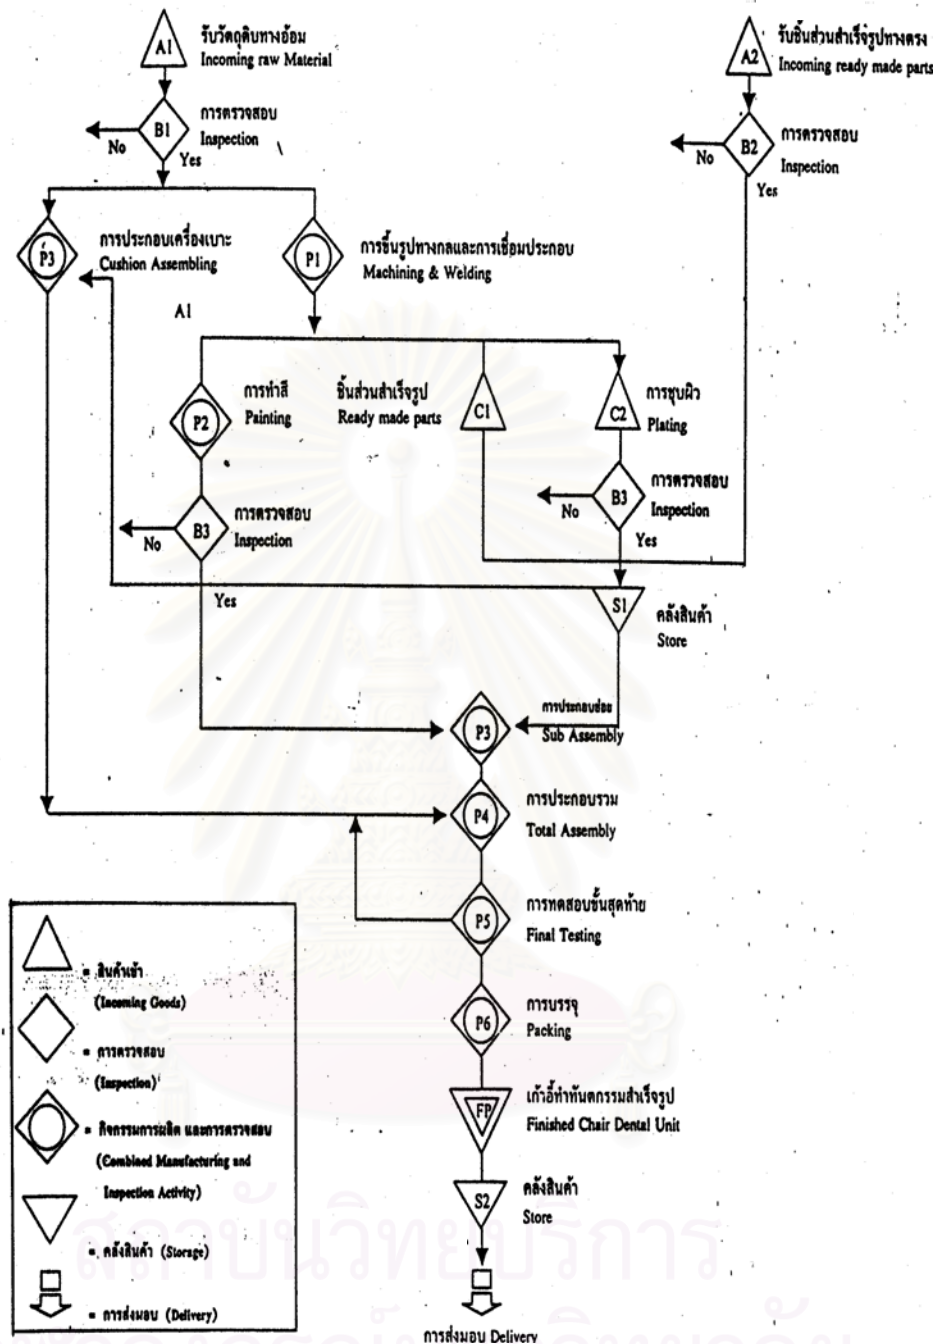 A1
รับวัตถุดิบทางอ้อม
Incoming raw Material
A2
รับชิ้นส่วนสำเร็จรูปทางตรง
Incoming ready made parts
B1
การตรวจสอบ
Inspection
No
Yes
B2
การตรวจสอบ
Inspection
No
Yes
P3
การประกอบเครื่องเบาะ
Cushion Assembling
P1
การขึ้นรูปทางกลและการเชื่อมประกอบ
Machining & Welding
A1
P2
การทำสี
Painting
ชิ้นส่วนสำเร็จรูป
Ready made parts
C1
C2
การชุบผิว
Plating
B3
การตรวจสอบ
Inspection
No
Yes
B3
การตรวจสอบ
Inspection
No
Yes
S1
คลังสินค้า
Store
P3
การประกอบย่อย
Sub Assembly
P4
การประกอบรวม
Total Assembly
P5
การทดสอบขั้นสุดท้าย
Final Testing
P6
การบรรจุ
Packing
FP
เก้าอี้ทำทันตกรรมสำเร็จรูป
Finished Chair Dental Unit
S2
คลังสินค้า
Store
การส่งมอบ Delivery
= สินค้าเข้า
(Incoming Goods)
= การตรวจสอบ
(Inspection)
= กิจกรรมการผลิต และการตรวจสอบ
(Combined Manufacturing and
Inspection Activity)
= คลังสินค้า (Storage)
= การส่งมอบ (Delivery)
สถาบันวิทยบริการ